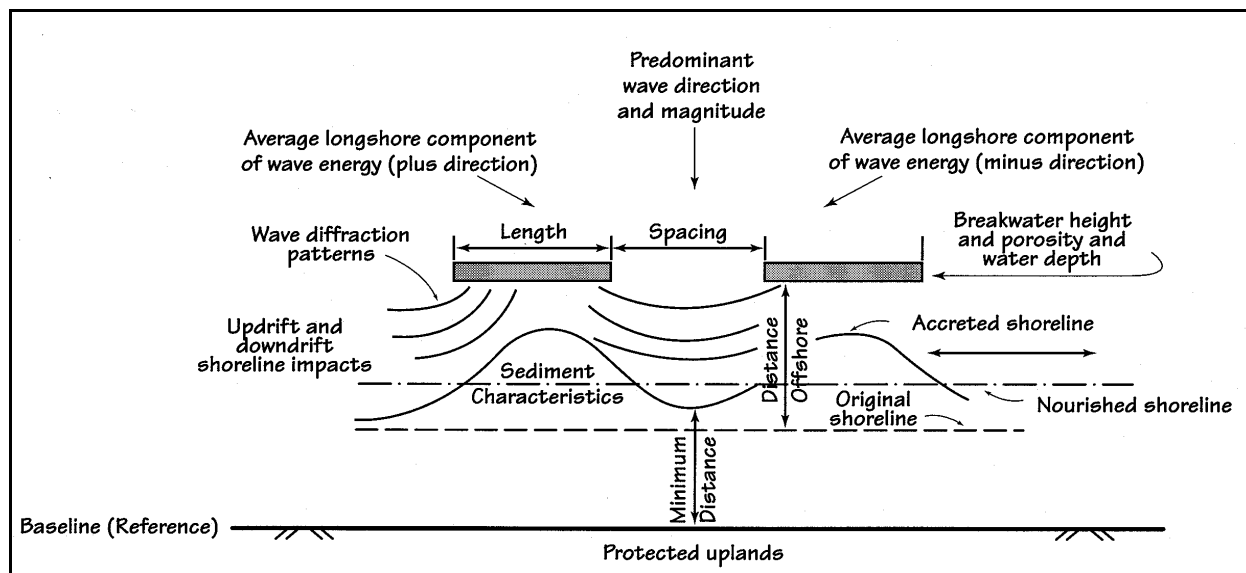 Predominant
wave direction
and magnitude
Average longshore component
of wave energy (plus direction)
Average longshore component
of wave energy (minus direction)
Wave diffraction
patterns
Length
Spacing
Breakwater height
and porosity and
water depth
Updrift and
downdrift
shoreline impacts
Distance
Offshore
Accreted shoreline
Sediment
Characteristics
Original
shoreline
Nourished shoreline
Minimum
Distance
Baseline (Reference)
Protected uplands